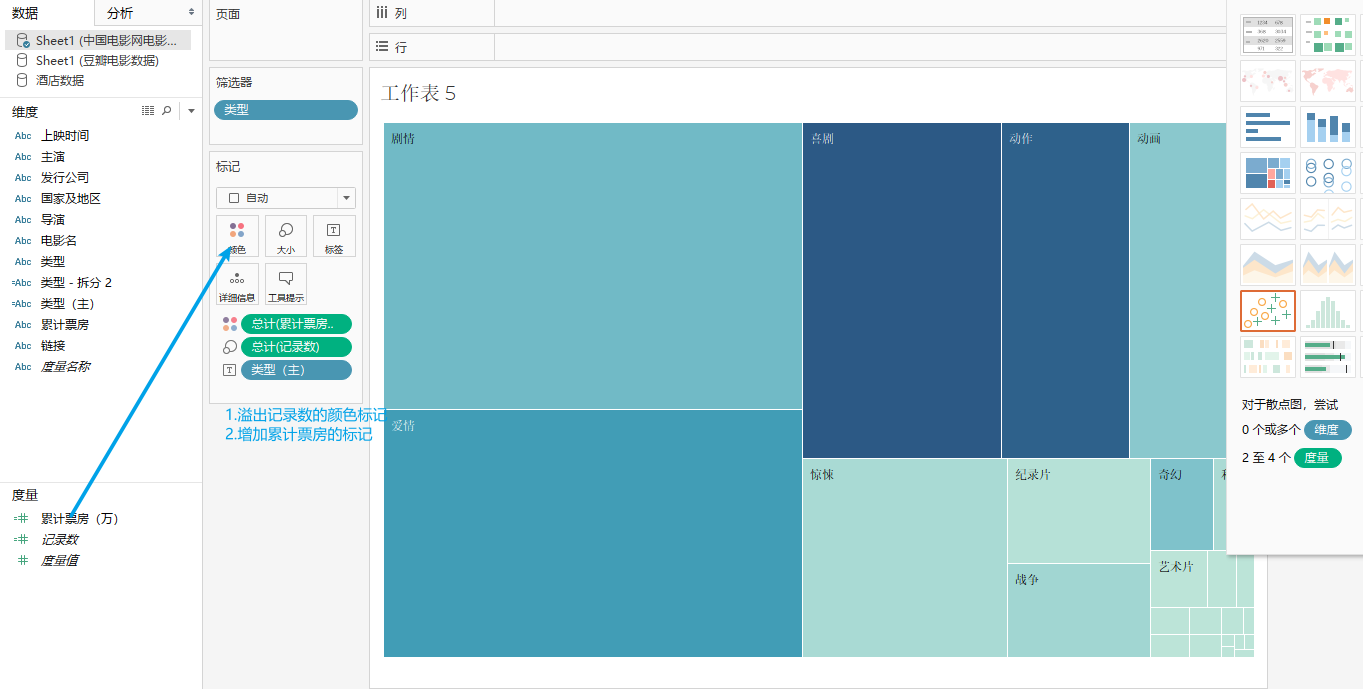 数据
分析
Sheet1 (中国电影网电影...
Sheet1 (豆瓣电影数据)
酒店数据
维度
Abc 上映时间
Abc 主演
Abc 发行公司
Abc 国家及地区
Abc 导演
Abc 电影名
Abc 类型
=Abc 类型 - 拆分 2
=Abc 类型（主）
Abc 累计票房
Abc 链接
Abc 度量名称
度量
=# 累计票房（万）
=# 记录数
# 度量值
页面
筛选器
类型
标记
自动
颜色
大小
标签
详细信息
工具提示
总计(累计票房..
总计(记录数)
类型（主）
1.溢出记录数的颜色标记
2.增加累计票房的标记
列
行
工作表 5
剧情
喜剧
动作
动画
爱情
惊悚
纪录片
奇幻
战争
艺术片
对于散点图，尝试
0 个或多个 维度
2 至 4 个 度量